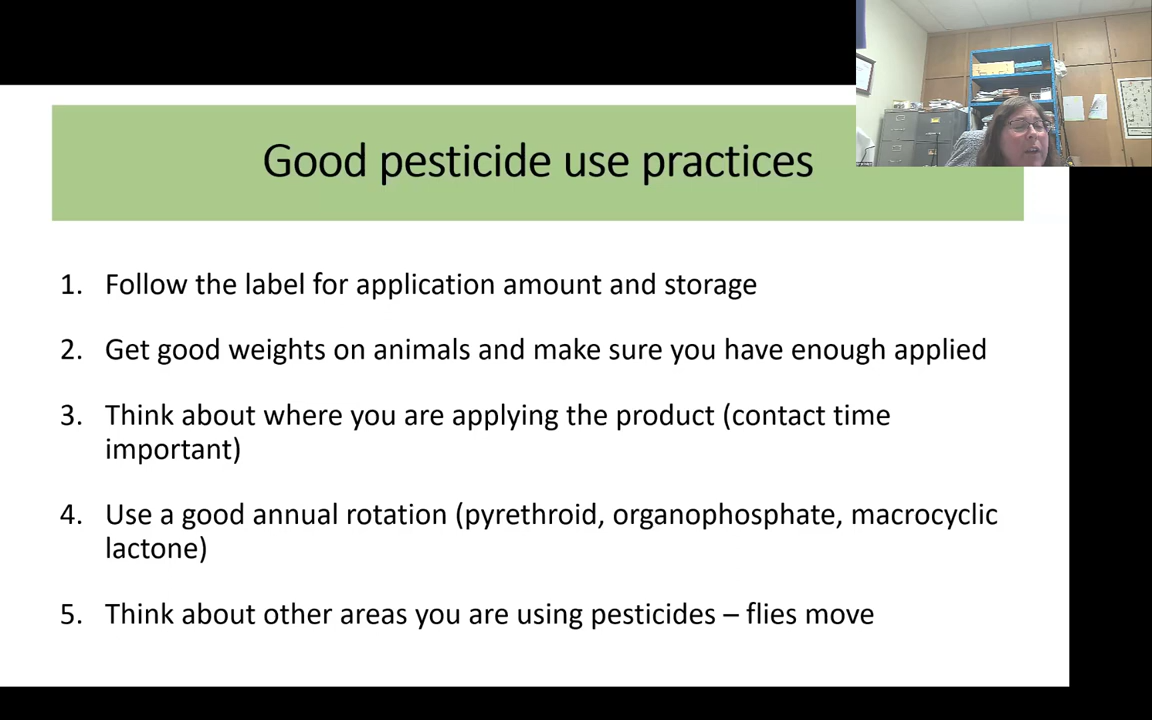 Good pesticide use practices
1. Follow the label for application amount and storage
2. Get good weights on animals and make sure you have enough applied
3. Think about where you are applying the product (contact time
important)
4. Use a good annual rotation (pyrethroid, organophosphate, macrocyclic
lactone)
5. Think about other areas you are using pesticides – flies move